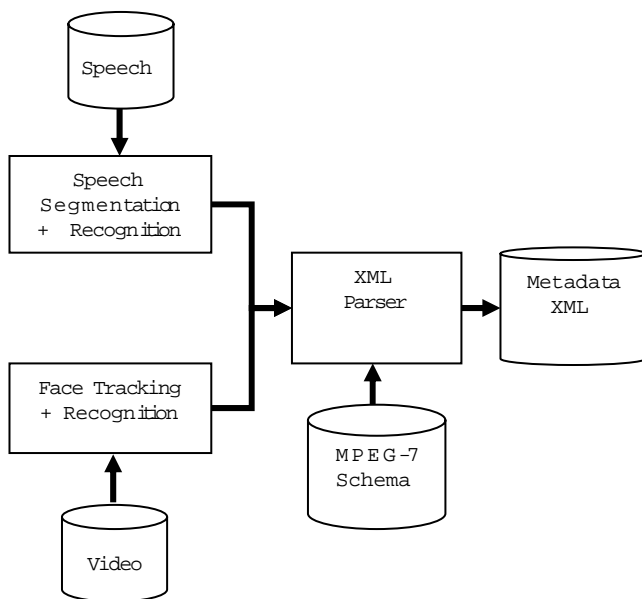 Speech
Speech
Segmentation
+ Recognition
XML
Parser
Metadata
XML
Face Tracking
+ Recognition
MPEG-7
Schema
Video